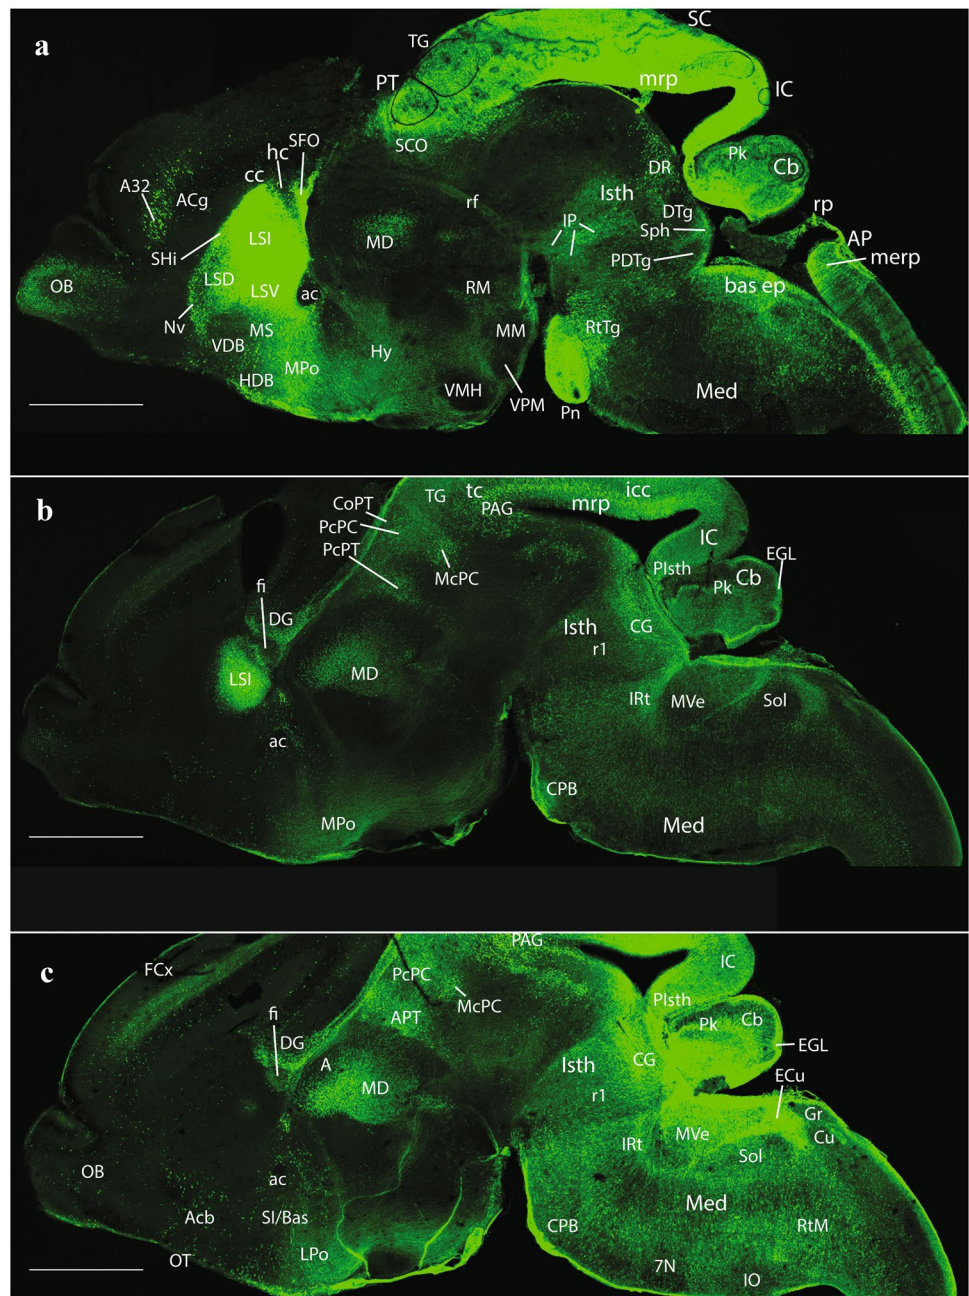 a
SC
TG
PT
mrp
IC
SCO
SFO
hc
cc
A32
ACg
DR
Pk
Cb
Isth
rf
IP
DTg
Sph
rp
AP
merp
SHi
LSI
MD
PDTg
OB
LSD
LSV
ac
RM
bas ep
Nv
MS
VDB
Hy
MM
RtTg
HDB
MPo
VMH
VPM
Pn
Med
b
CoPT
TG
tc
PAG
mrp
icc
PcPC
PcPT
McPC
IC
EGL
PIsth
Pk
Cb
fi
DG
Isth
CG
r1
LSI
MD
IRt
MVe
Sol
ac
CPB
MPo
Med
c
FCx
PcPC
PAG
IC
McPC
PIsth
fi
APT
Pk
Cb
DG
EGL
A
MD
Isth
CG
ECu
r1
Gr
MVe
Cu
IRt
Sol
OB
ac
Med
Acb
SI/Bas
CPB
RtM
OT
LPo
7N
IO